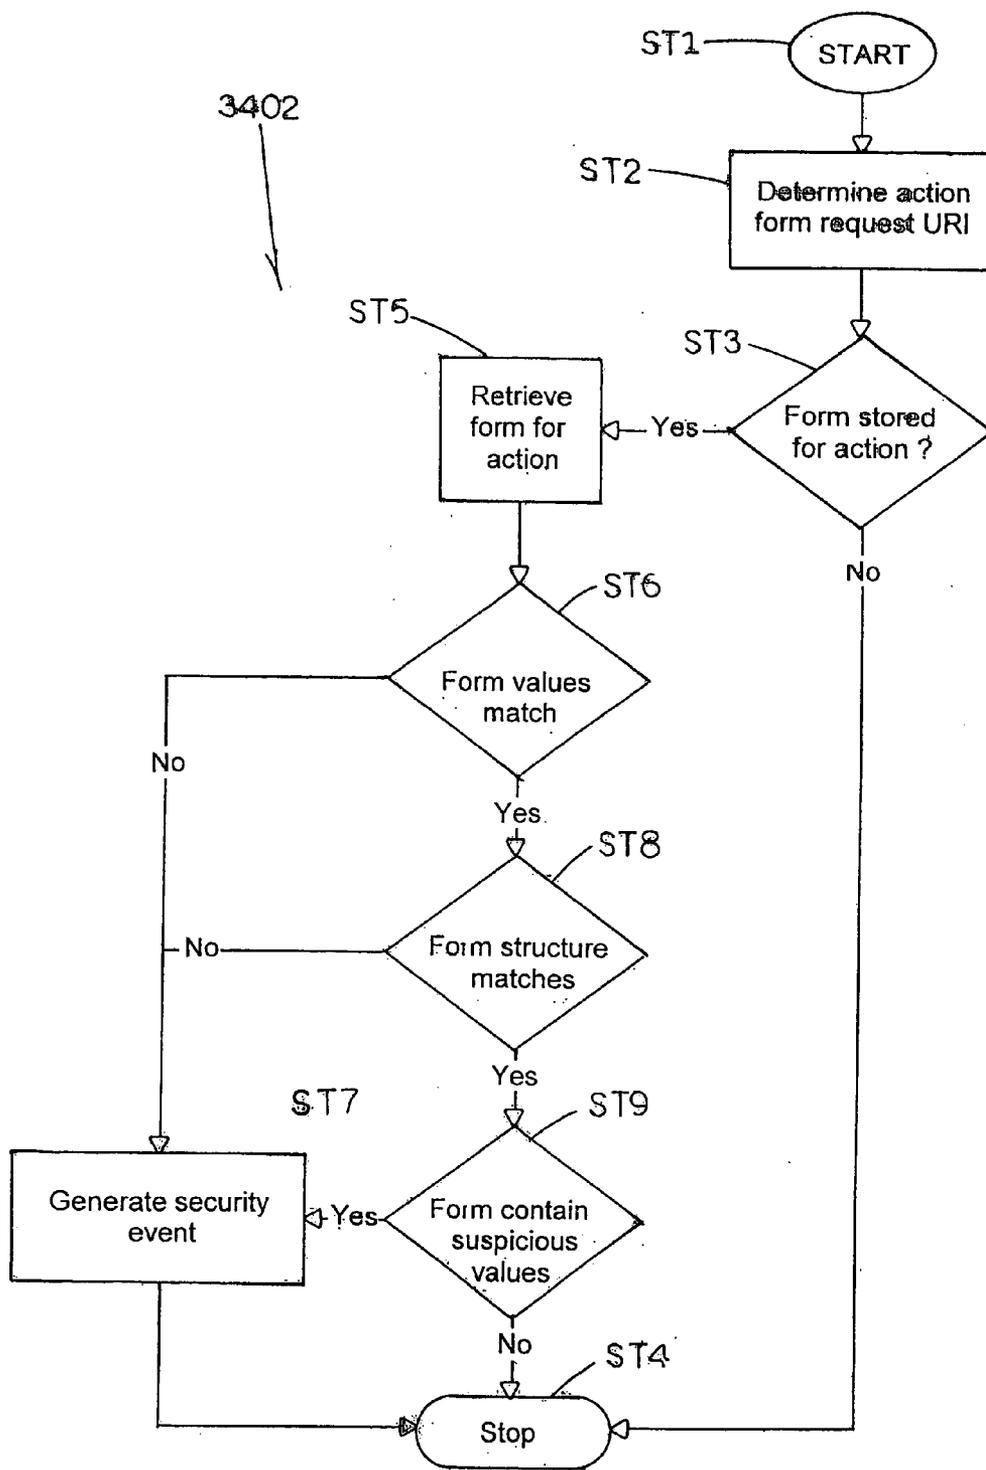 ST1
START
3402
ST2
Determine action
form request URI
ST5
ST3
Retrieve
form for
action
Yes
Form stored
for action ?
No
ST6
Form values
match
No
Yes
ST8
No
Form structure
matches
Yes
ST7
ST9
Generate security
event
Yes
Form contain
suspicious
values
No
ST4
Stop